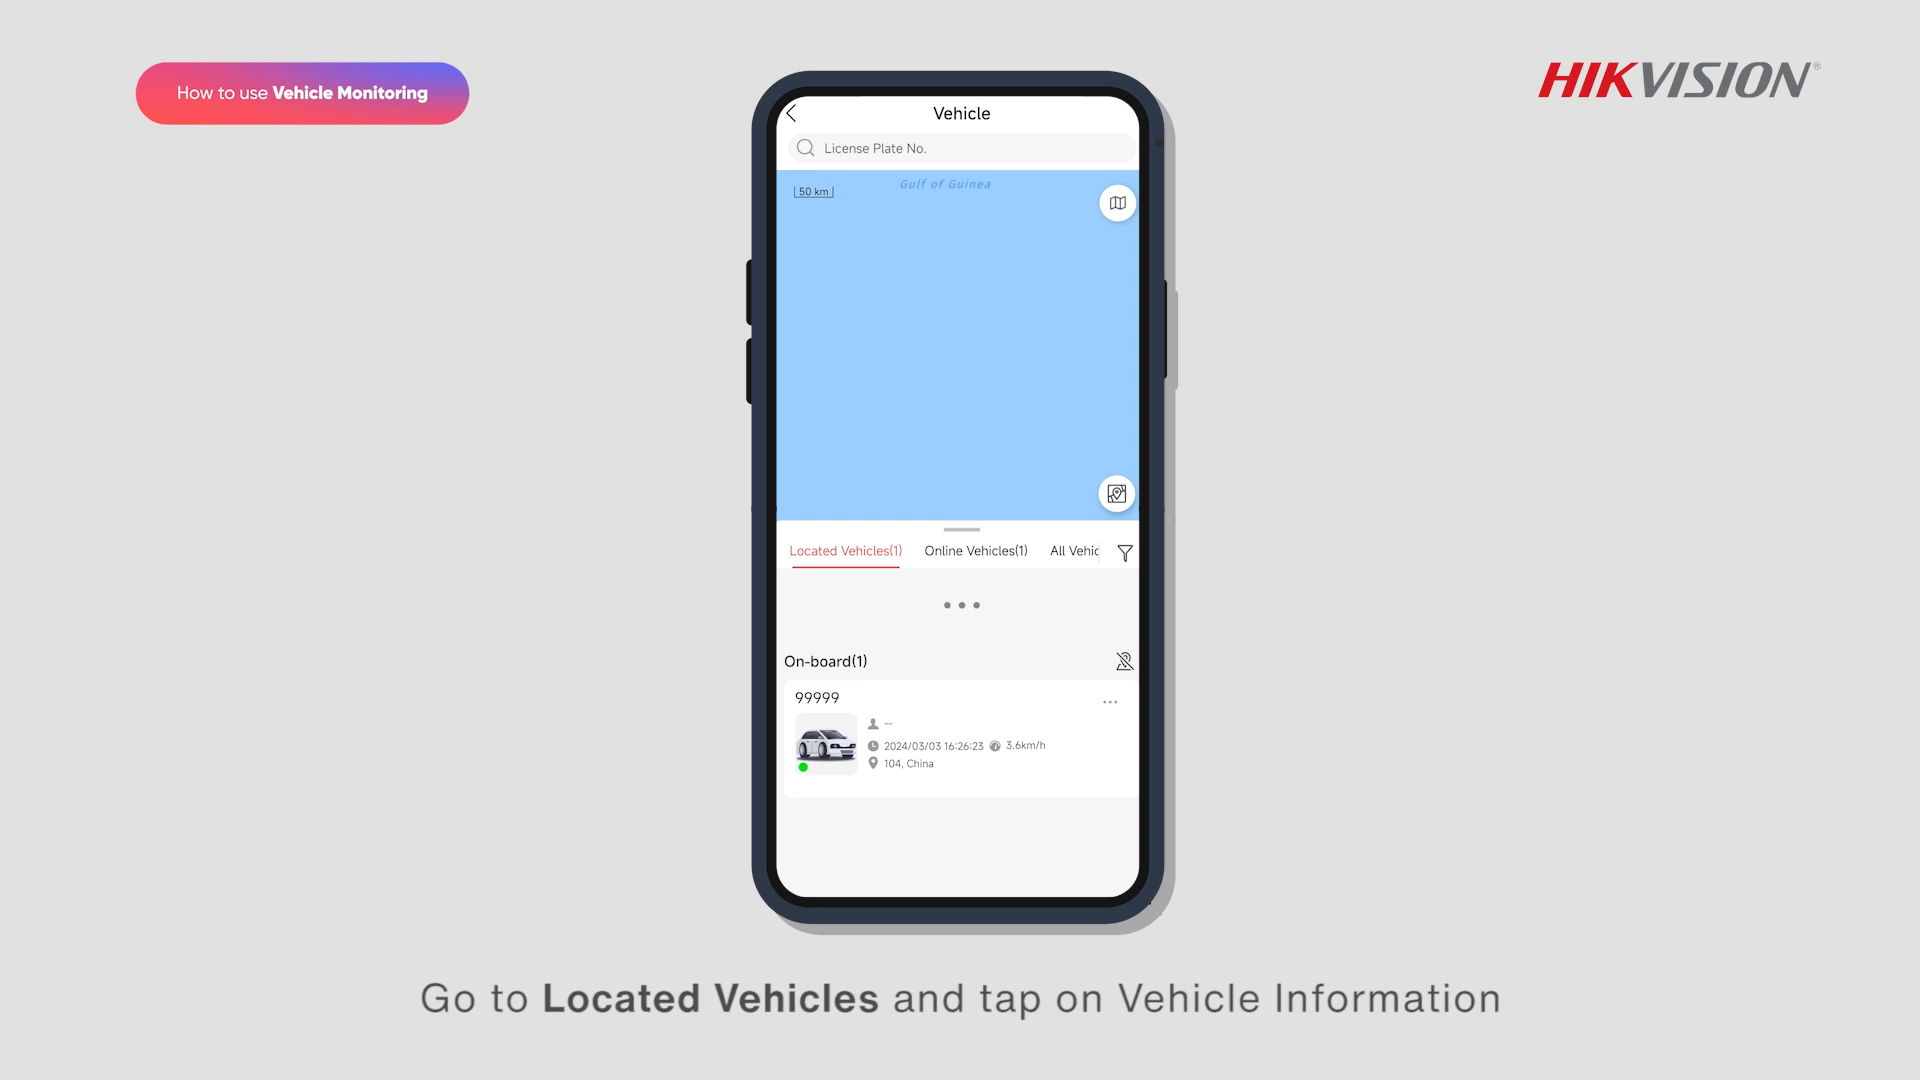 How to use Vehicle Monitoring
HIKVISION®
Vehicle
License Plate No.
50 km
Gulf of Guinea
Located Vehicles(1) Online Vehicles(1) All Vehic
On-board(1)
99999
--
2024/03/03 16:26:23 3.6km/h
104, China
Go to Located Vehicles and tap on Vehicle Information